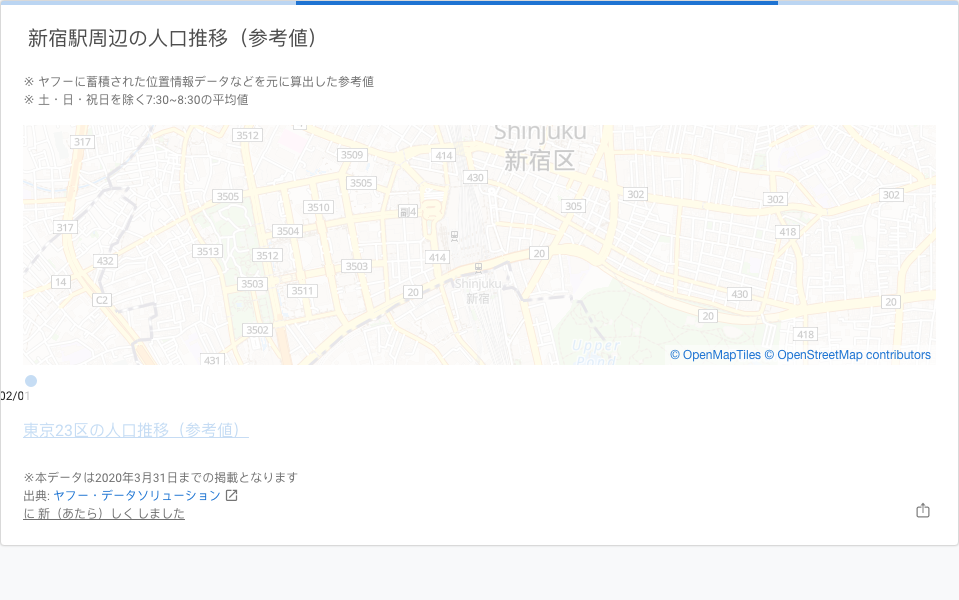 新宿駅周辺の人口推移（参考値）
※ ヤフーに蓄積された位置情報データなどを元に算出した参考値
※ 土・日・祝日を除く7:30~8:30の平均値
Shinjuku
新宿区
317
3512
3509
414
430
3505
3505
3510
副4
305
302
302
302
317
3504
418
3513
3512
414
20
432
3503
14
3503
3511
20
Shinjuku
新宿
430
C2
20
20
3502
418
431
Upper
© OpenMapTiles © OpenStreetMap contributors
02/01
東京23区の人口推移（参考値）
※本データは2020年3月31日までの掲載となります
出典: ヤフー・データソリューション
に 新（あたら）しく しました